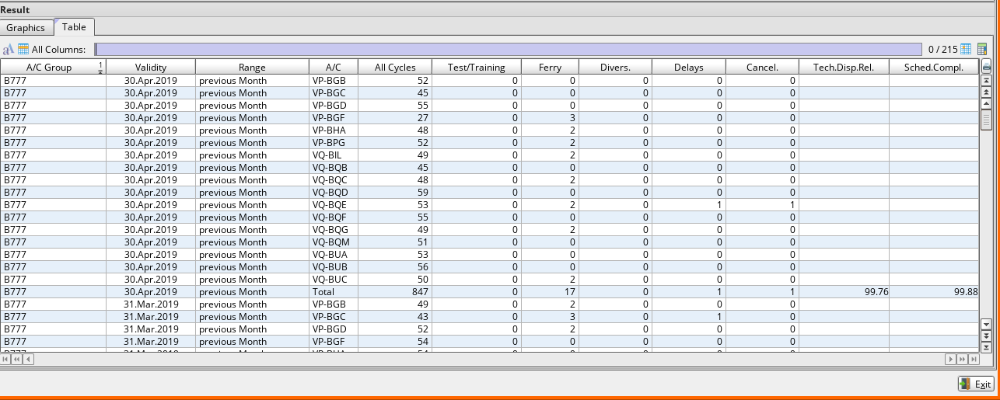 Result
Graphics Table
All Columns: 0 / 215
A/C Group 1 Validity Range A/C All Cycles Test/Training Ferry Divers. Delays Cancel. Tech.Disp.Rel. Sched.Compl.
B777 30.Apr.2019 previous Month VP-BGB 52 0 0 0 0 0
B777 30.Apr.2019 previous Month VP-BGC 45 0 0 0 0 0
B777 30.Apr.2019 previous Month VP-BGD 55 0 0 0 0 0
B777 30.Apr.2019 previous Month VP-BGF 27 0 3 0 0 0
B777 30.Apr.2019 previous Month VP-BHA 48 0 2 0 0 0
B777 30.Apr.2019 previous Month VP-BPG 52 0 2 0 0 0
B777 30.Apr.2019 previous Month VQ-BIL 49 0 2 0 0 0
B777 30.Apr.2019 previous Month VQ-BQB 45 0 0 0 0 0
B777 30.Apr.2019 previous Month VQ-BQC 48 0 2 0 0 0
B777 30.Apr.2019 previous Month VQ-BQD 59 0 0 0 0 0
B777 30.Apr.2019 previous Month VQ-BQE 53 0 2 0 1 1
B777 30.Apr.2019 previous Month VQ-BQF 55 0 0 0 0 0
B777 30.Apr.2019 previous Month VQ-BQG 49 0 2 0 0 0
B777 30.Apr.2019 previous Month VQ-BQM 51 0 0 0 0 0
B777 30.Apr.2019 previous Month VQ-BUA 53 0 0 0 0 0
B777 30.Apr.2019 previous Month VQ-BUB 56 0 0 0 0 0
B777 30.Apr.2019 previous Month VQ-BUC 50 0 2 0 0 0
B777 30.Apr.2019 previous Month Total 847 0 17 0 1 1 99.76 99.88
B777 31.Mar.2019 previous Month VP-BGB 49 0 2 0 0 0
B777 31.Mar.2019 previous Month VP-BGC 43 0 3 0 1 0
B777 31.Mar.2019 previous Month VP-BGD 52 0 2 0 0 0
B777 31.Mar.2019 previous Month VP-BGF 54 0 0 0 0 0
Exit